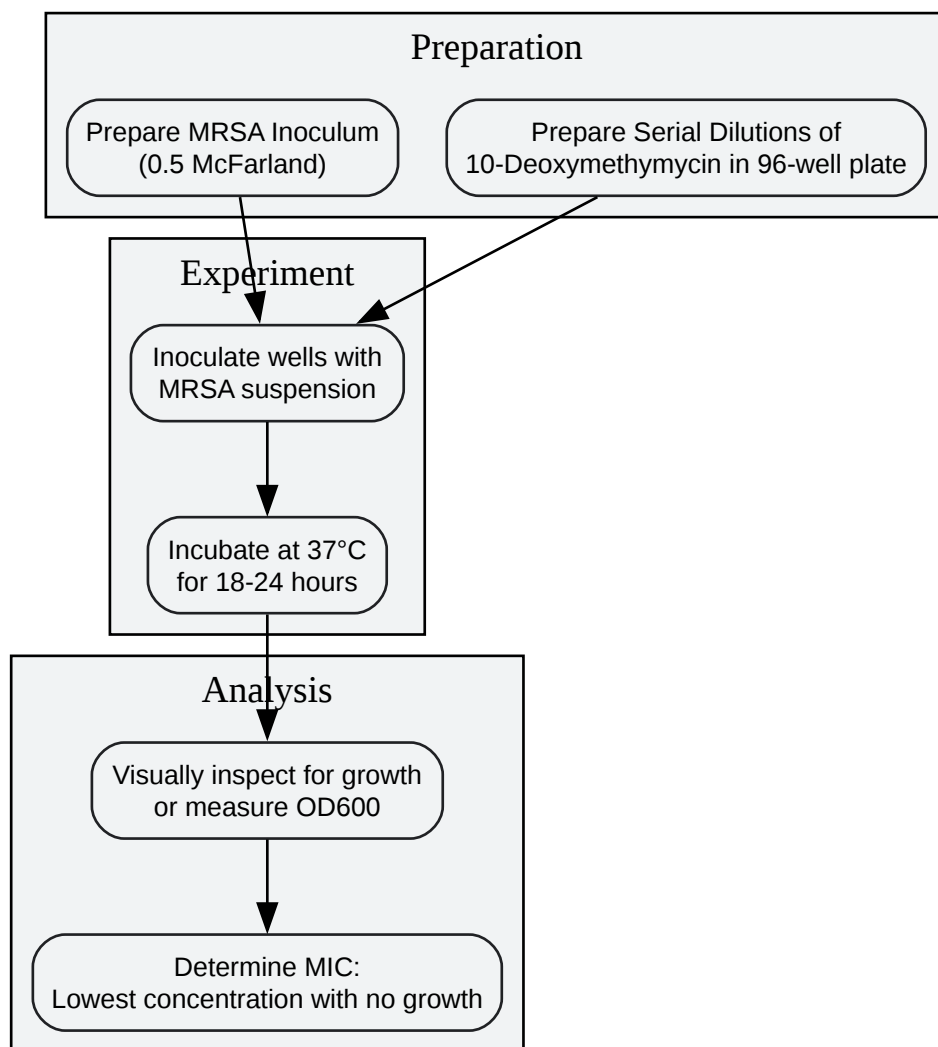 Preparation
Prepare MRSA Inoculum
(0.5 McFarland)
Prepare Serial Dilutions of
10-Deoxymethymycin in 96-well plate
Experiment
Inoculate wells with
MRSA suspension
Incubate at 37°C
for 18-24 hours
Analysis
Visually inspect for growth
or measure OD600
Determine MIC:
Lowest concentration with no growth